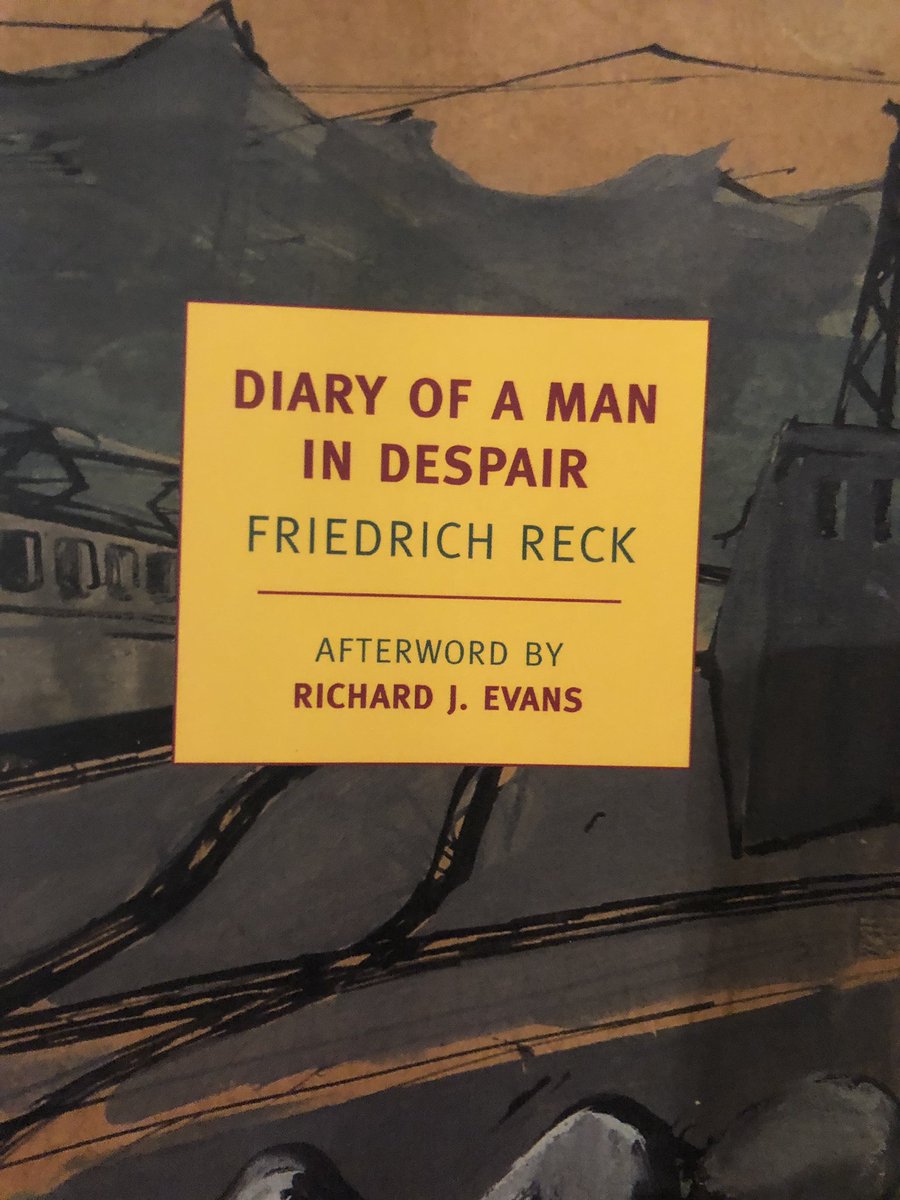 DIARY OF A MAN
IN DESPAIR
FRIEDRICH RECK
AFTERWORD BY
RICHARD J. EVANS